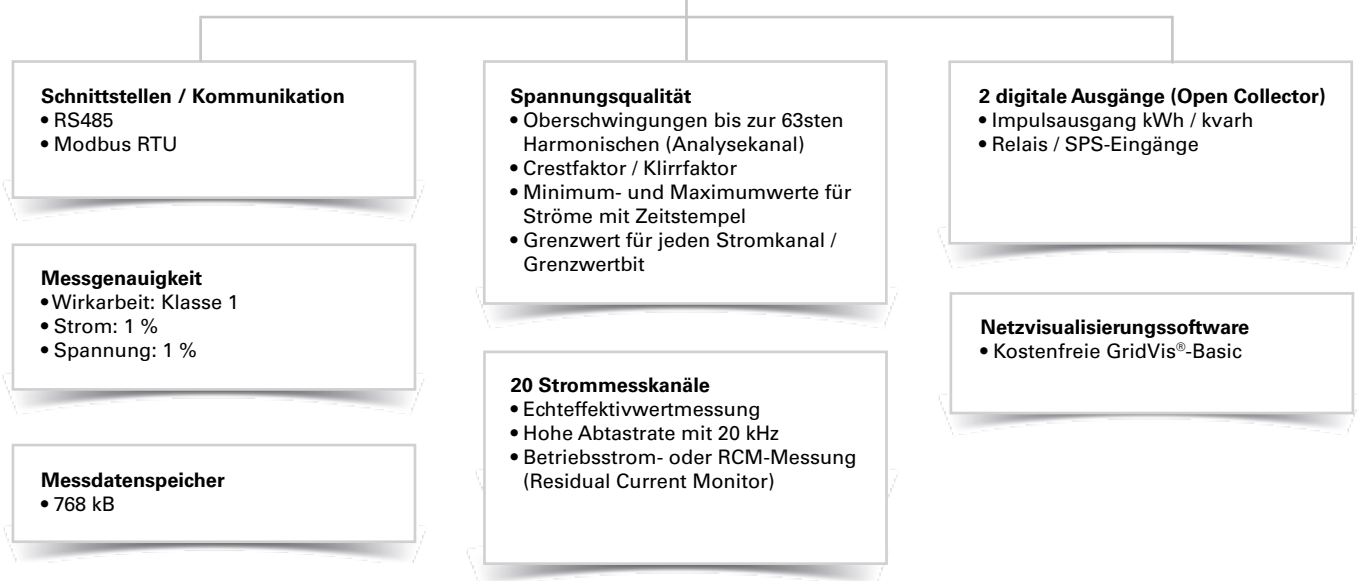 Schnittstellen / Kommunikation
• RS485
• Modbus RTU
Messgenauigkeit
• Wirkarbeit: Klasse 1
• Strom: 1 %
• Spannung: 1 %
Messdatenspeicher
• 768 kB
Spannungsqualität
• Oberschwingungen bis zur 63sten
Harmonischen (Analysekanal)
• Crestfaktor / Klirrfaktor
• Minimum- und Maximumwerte für
Ströme mit Zeitstempel
• Grenzwert für jeden Stromkanal /
Grenzwertbit
20 Strommesskanäle
• Echteffektivwertmessung
• Hohe Abtastrate mit 20 kHz
• Betriebsstrom- oder RCM-Messung
(Residual Current Monitor)
2 digitale Ausgänge (Open Collector)
• Impulsausgang kWh / kvarh
• Relais / SPS-Eingänge
Netzvisualisierungssoftware
• Kostenfreie GridVis®-Basic